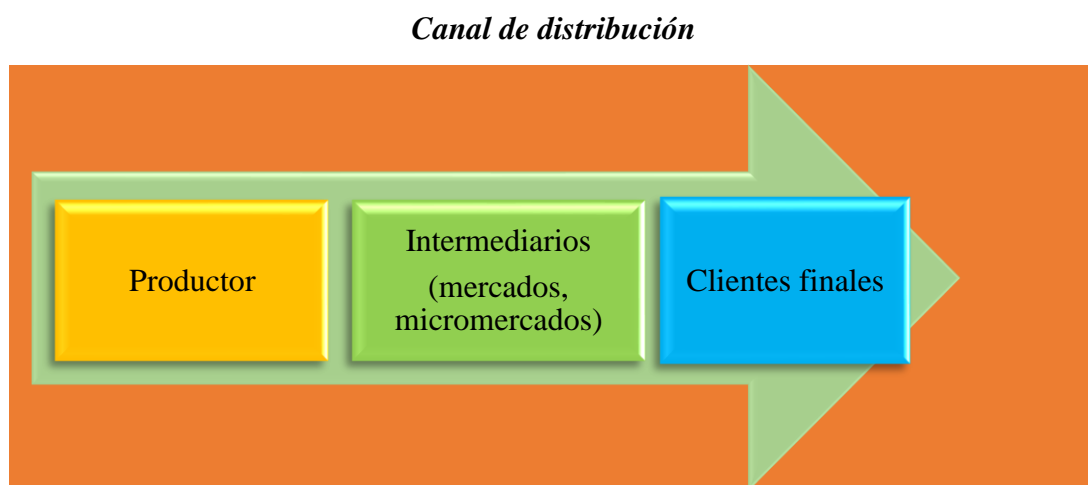 Canal de distribución
Productor
Intermediarios
(mercados,
micromercados)
Clientes finales